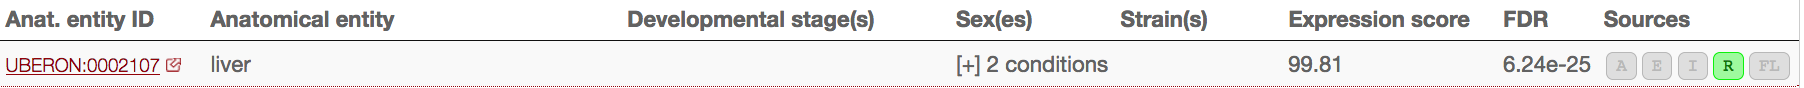 Anat. entity ID Anatomical entity Developmental stage(s) Sex(es) Strain(s) Expression score FDR Sources
UBERON:0002107 liver [+] 2 conditions 99.81 6.24e-25 A E I R FL